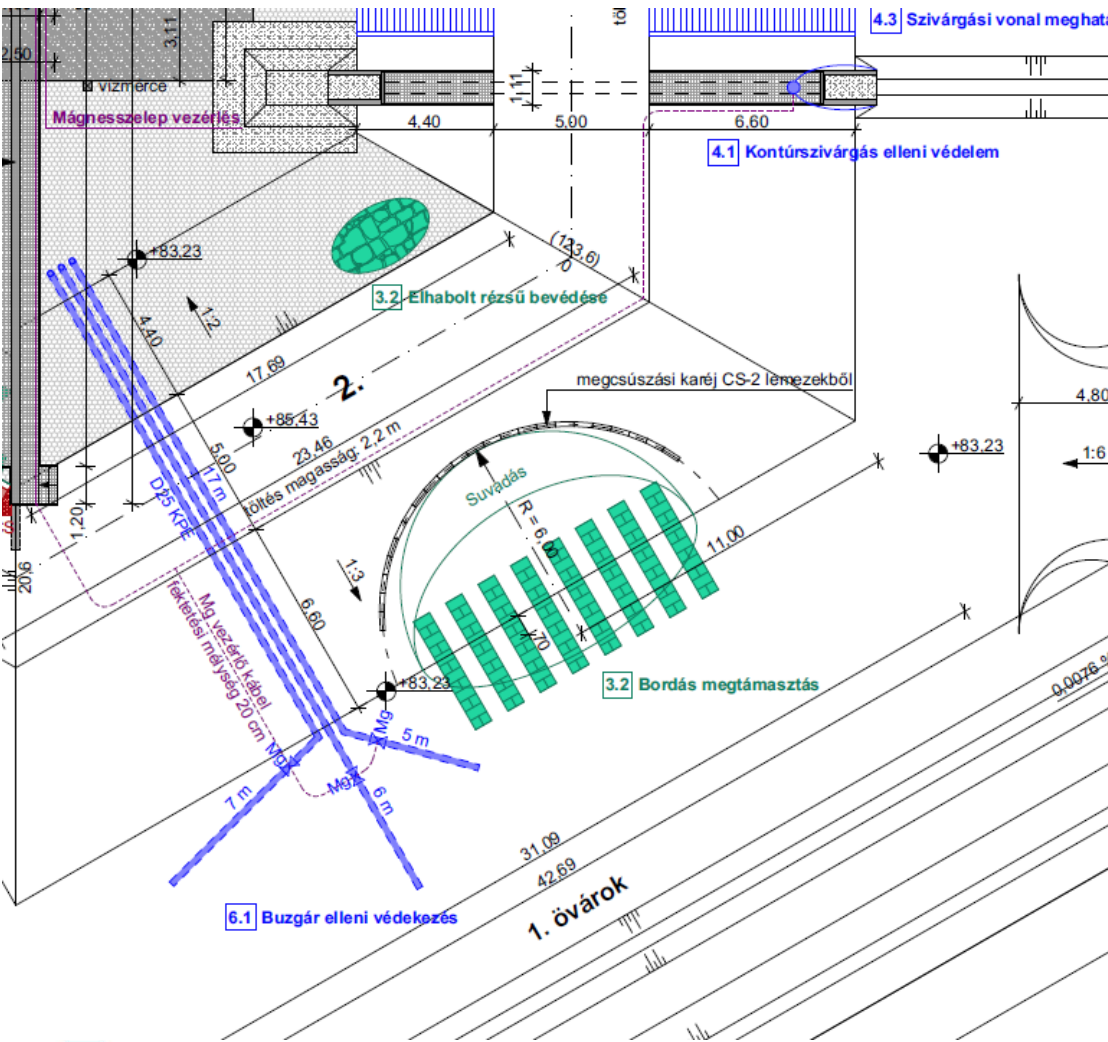 4.3 Szivárgási vonal
töl
3,11
2,50
vízmérce
Mágnesszelep vezérlés
1,11
4,40
5,00
6,60
4.1 Kontúrszivárgás elleni védelem
+83,23
(123,6)
0
3.2 Elhabolt rézsű bevédése
1:2
4,40
17,69
2.
megcsúszási karéj CS-2 lemezekből
4,80
+85,43
23,46
töltés magasság: 2,2 m
5,00
17 m
D25 KPE
+83,23
1:6
Suvadás
R = 6,00
1,20
11,00
20,6
1:3
6,60
Mg vezérlő kábel
fektetési mélység 20 cm
70
+83,23
3.2 Bordás megtámasztás
0,0076 %
Mg
Mg
Mg
5 m
7 m
6 m
31,09
42,69
1. övárok
6.1 Buzgár elleni védekezés